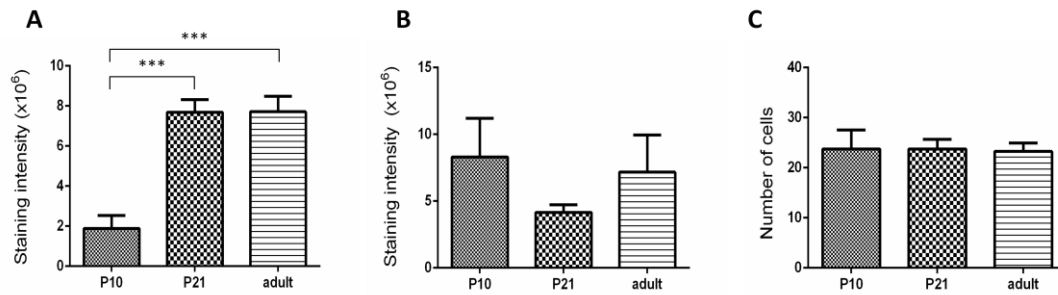 A
***
***
Staining intensity (x10⁶)
10
8
6
4
2
0
P10 P21 adult
B
Staining intensity (x10⁶)
15
10
5
0
P10 P21 adult
C
Number of cells
40
30
20
10
0
P10 P21 adult